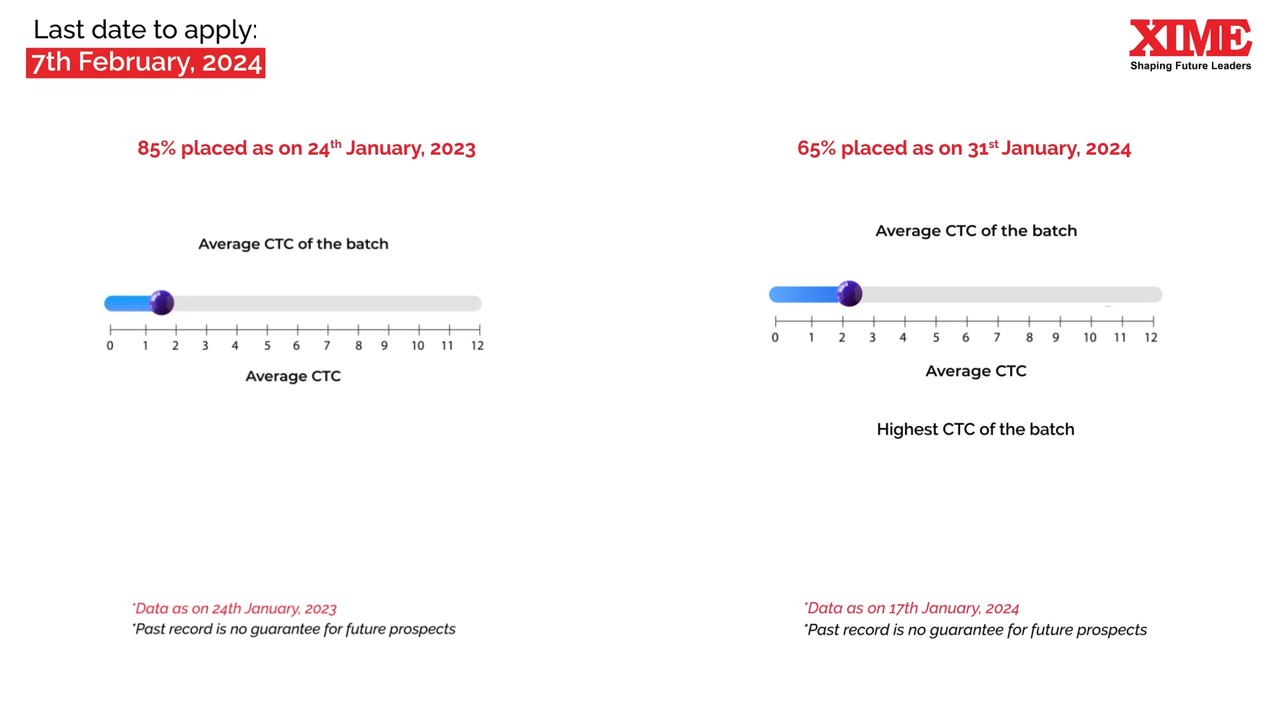 Last date to apply:
7th February, 2024
XIME
Shaping Future Leaders
85% placed as on 24th January, 2023
Average CTC of the batch
0 1 2 3 4 5 6 7 8 9 10 11 12
Average CTC
*Data as on 24th January, 2023
*Past record is no guarantee for future prospects
65% placed as on 31st January, 2024
Average CTC of the batch
0 1 2 3 4 5 6 7 8 9 10 11 12
Average CTC
Highest CTC of the batch
*Data as on 17th January, 2024
*Past record is no guarantee for future prospects